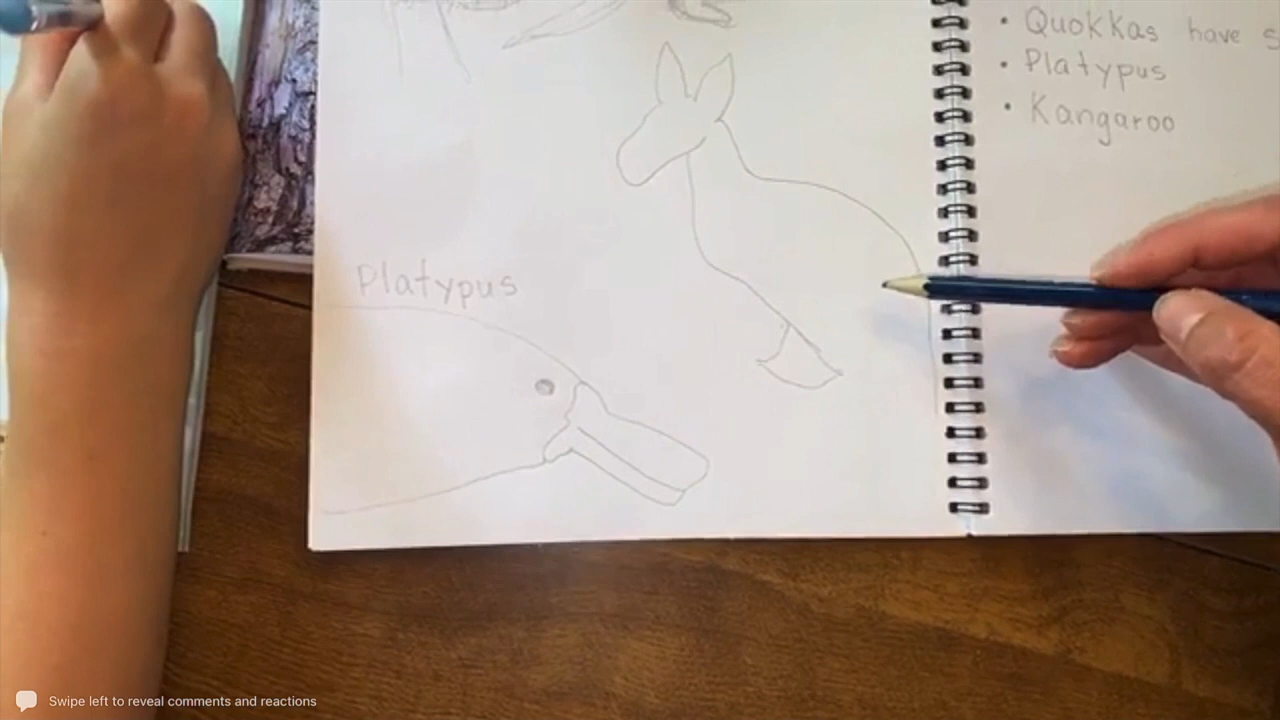 • Quokkas have s
• Platypus
• Kangaroo
Platypus
Swipe left to reveal comments and reactions